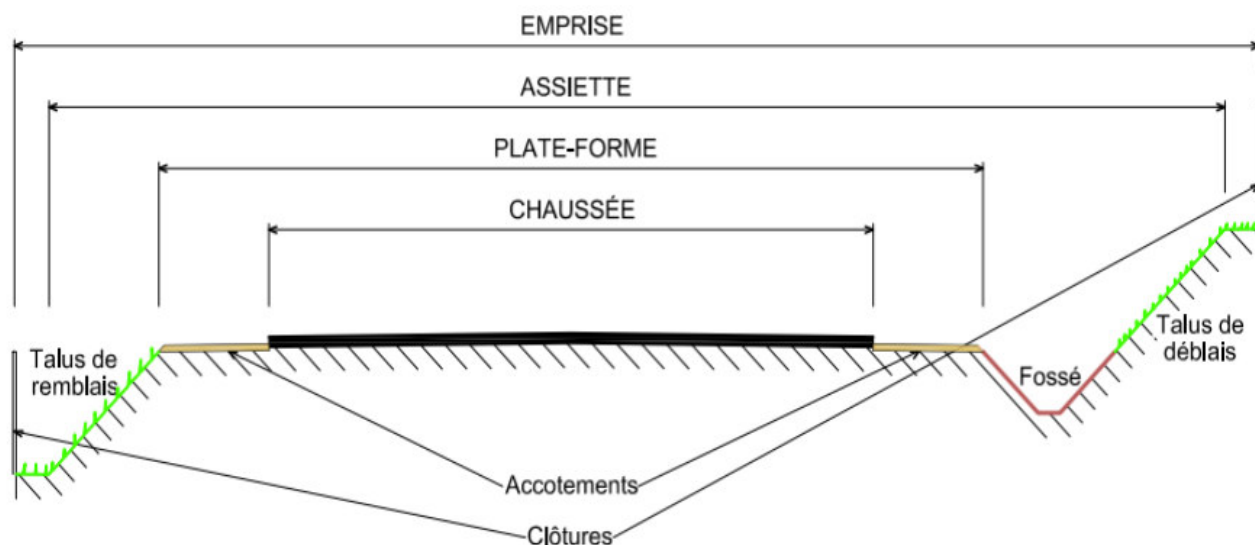 EMPRISE
ASSIETTE
PLATE-FORME
CHAUSSÉE
Talus de
remblais
Talus de
déblais
Fossé
Accotements
Clôtures